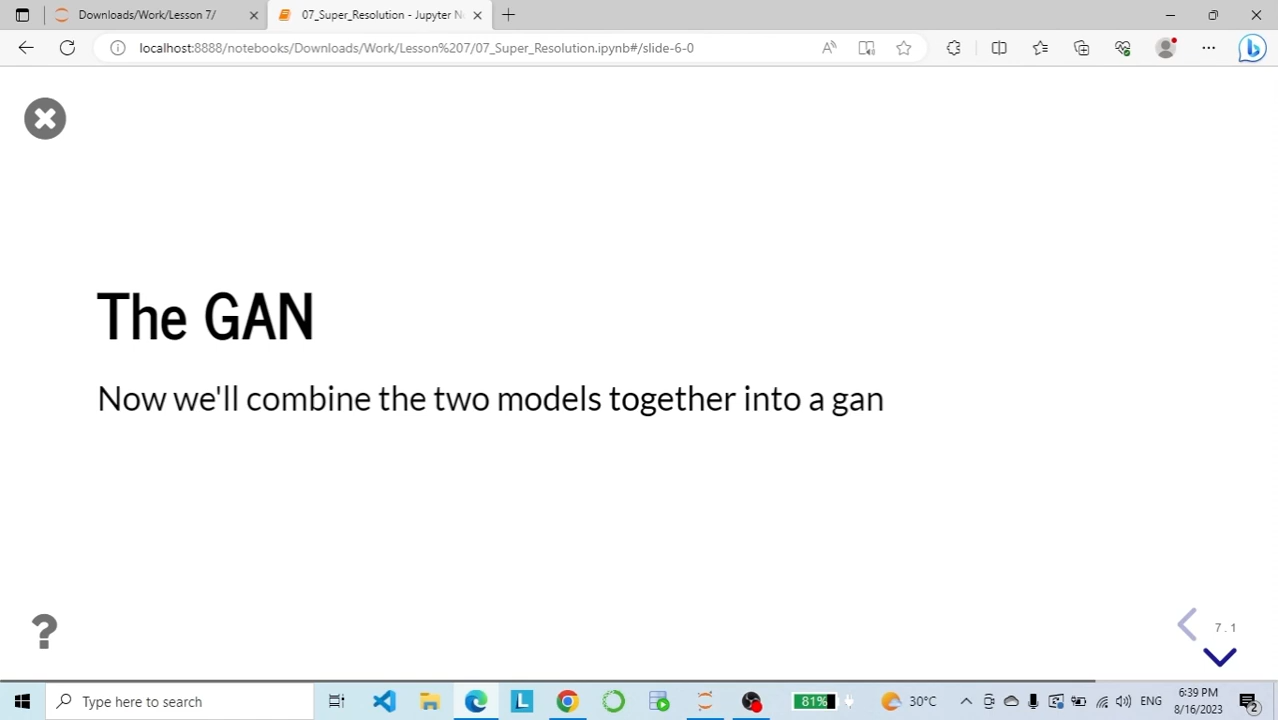 Downloads/Work/Lesson 7/
07_Super_Resolution - Jupyter No
localhost:8888/notebooks/Downloads/Work/Lesson%207/07_Super_Resolution.ipynb#/slide-6-0
The GAN
Now we'll combine the two models together into a gan
?
7.1
Type here to search
81%
30°C
ENG
6:39 PM
8/16/2023
2